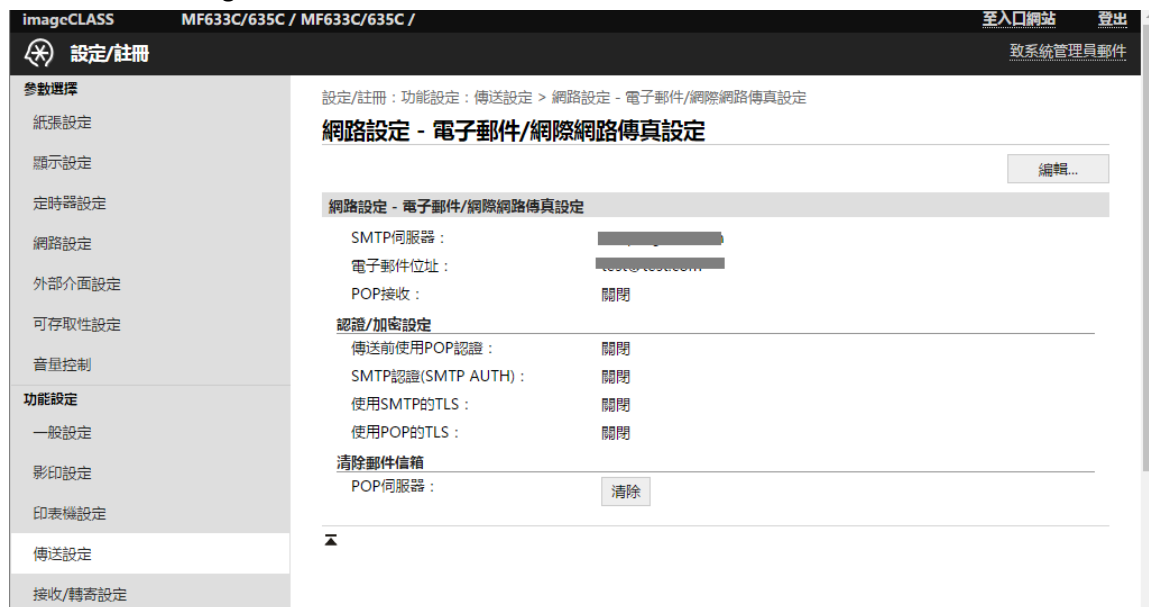 imageCLASS MF633C/635C / MF633C/635C / 至入口網站 登出
設定/註冊 致系統管理員郵件
參數選擇
紙張設定
顯示設定
定時器設定
網路設定
外部介面設定
可存取性設定
音量控制
功能設定
一般設定
影印設定
印表機設定
傳送設定
接收/轉寄設定
設定/註冊：功能設定：傳送設定 > 網路設定 - 電子郵件/網際網路傳真設定
網路設定 - 電子郵件/網際網路傳真設定
編輯...
網路設定 - 電子郵件/網際網路傳真設定
SMTP伺服器：
電子郵件位址：
POP接收： 關閉
認證/加密設定
傳送前使用POP認證： 關閉
SMTP認證(SMTP AUTH)： 關閉
使用SMTP的TLS： 關閉
使用POP的TLS： 關閉
清除郵件信箱
POP伺服器： 清除